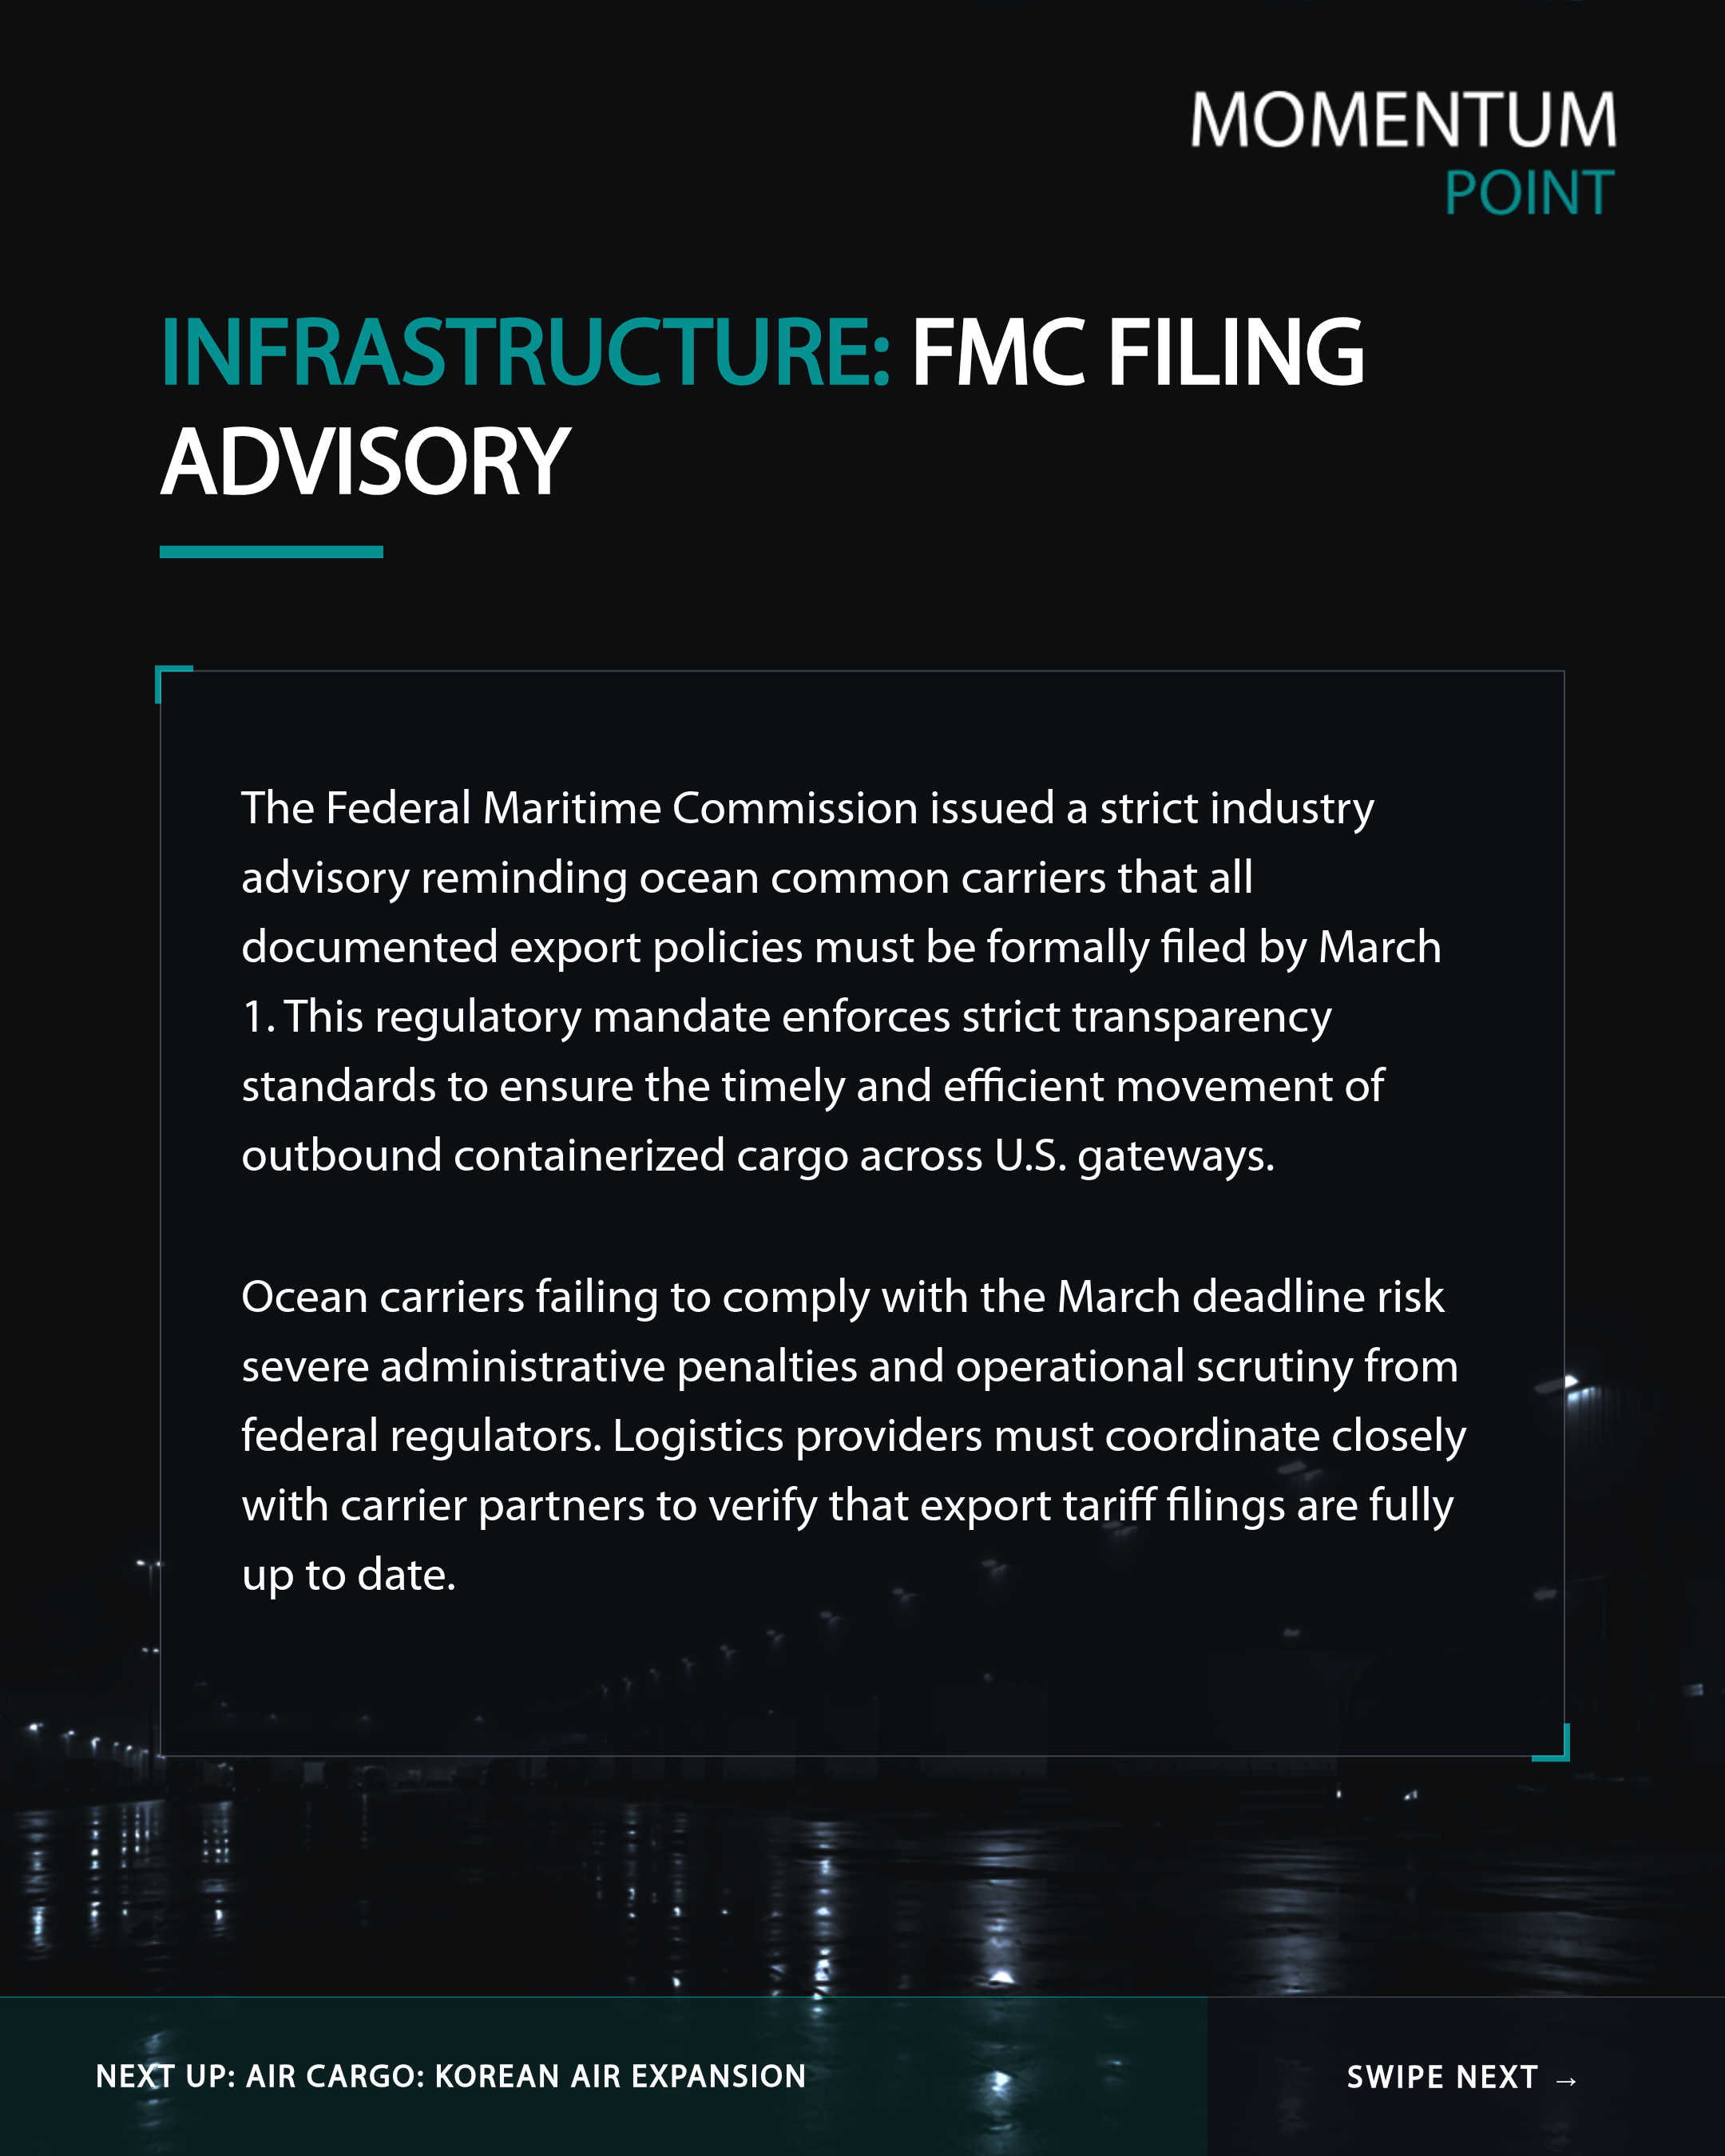 MOMENTUM
POINT
INFRASTRUCTURE: FMC FILING
ADVISORY
The Federal Maritime Commission issued a strict industry
advisory reminding ocean common carriers that all
documented export policies must be formally filed by March
1. This regulatory mandate enforces strict transparency
standards to ensure the timely and efficient movement of
outbound containerized cargo across U.S. gateways.
Ocean carriers failing to comply with the March deadline risk
severe administrative penalties and operational scrutiny from
federal regulators. Logistics providers must coordinate closely
with carrier partners to verify that export tariff filings are fully
up to date.
NEXT UP: AIR CARGO: KOREAN AIR EXPANSION
SWIPE NEXT →